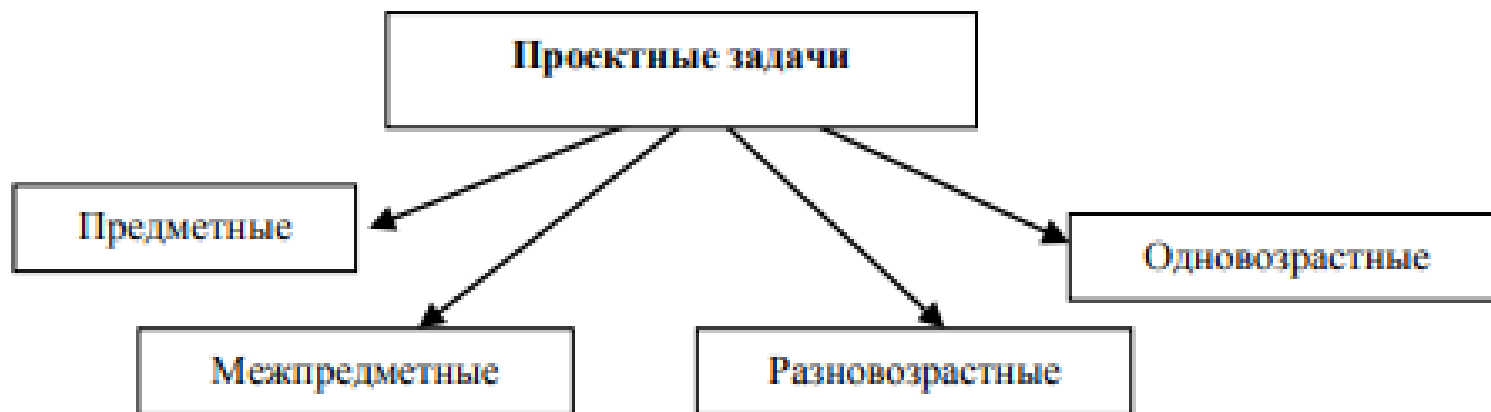 Проектные задачи
Предметные
Одновозрастные
Межпредметные
Разновозрастные